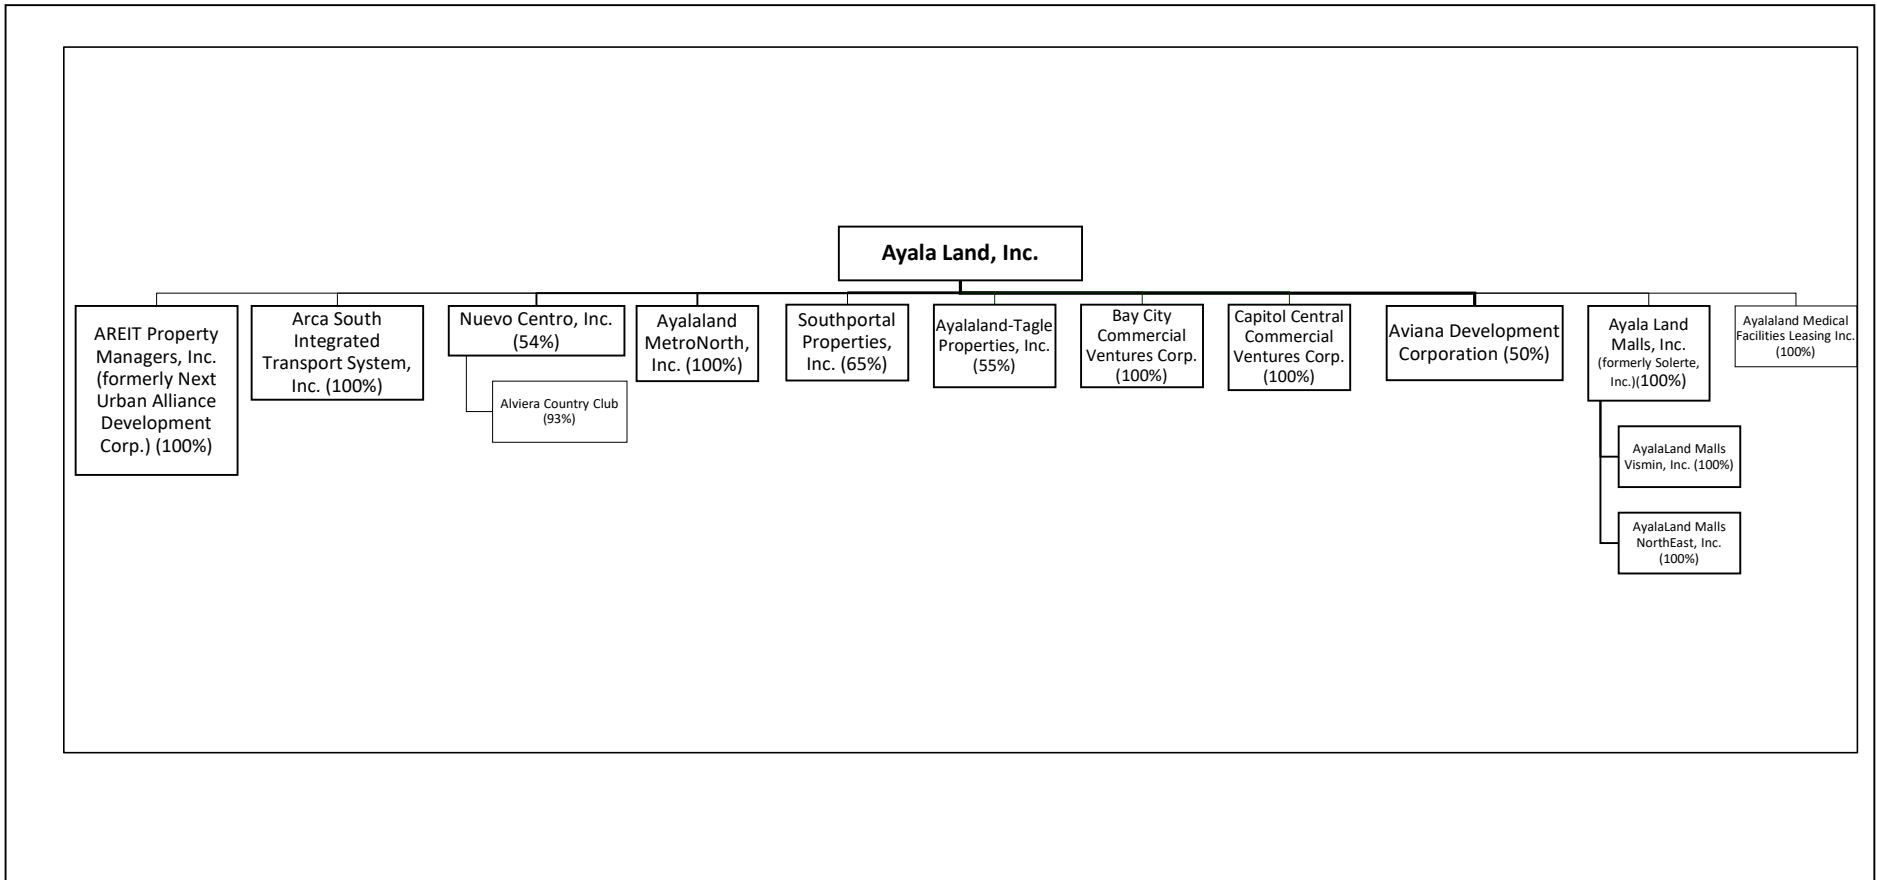 Ayala Land, Inc.
AREIT Property
Managers, Inc.
(formerly Next
Urban Alliance
Development
Corp.) (100%)
Arca South
Integrated
Transport System,
Inc. (100%)
Nuevo Centro, Inc.
(54%)
Alviera Country Club
(93%)
Ayalaland
MetroNorth,
Inc. (100%)
Southportal
Properties,
Inc. (65%)
Ayalaland-Tagle
Properties, Inc.
(55%)
Bay City
Commercial
Ventures Corp.
(100%)
Capitol Central
Commercial
Ventures Corp.
(100%)
Aviana Development
Corporation (50%)
Ayala Land
Malls, Inc.
(formerly Solerte,
Inc.)(100%)
AyalaLand Malls
Vismin, Inc. (100%)
AyalaLand Malls
NorthEast, Inc.
(100%)
Ayalaland Medical
Facilities Leasing Inc.
(100%)